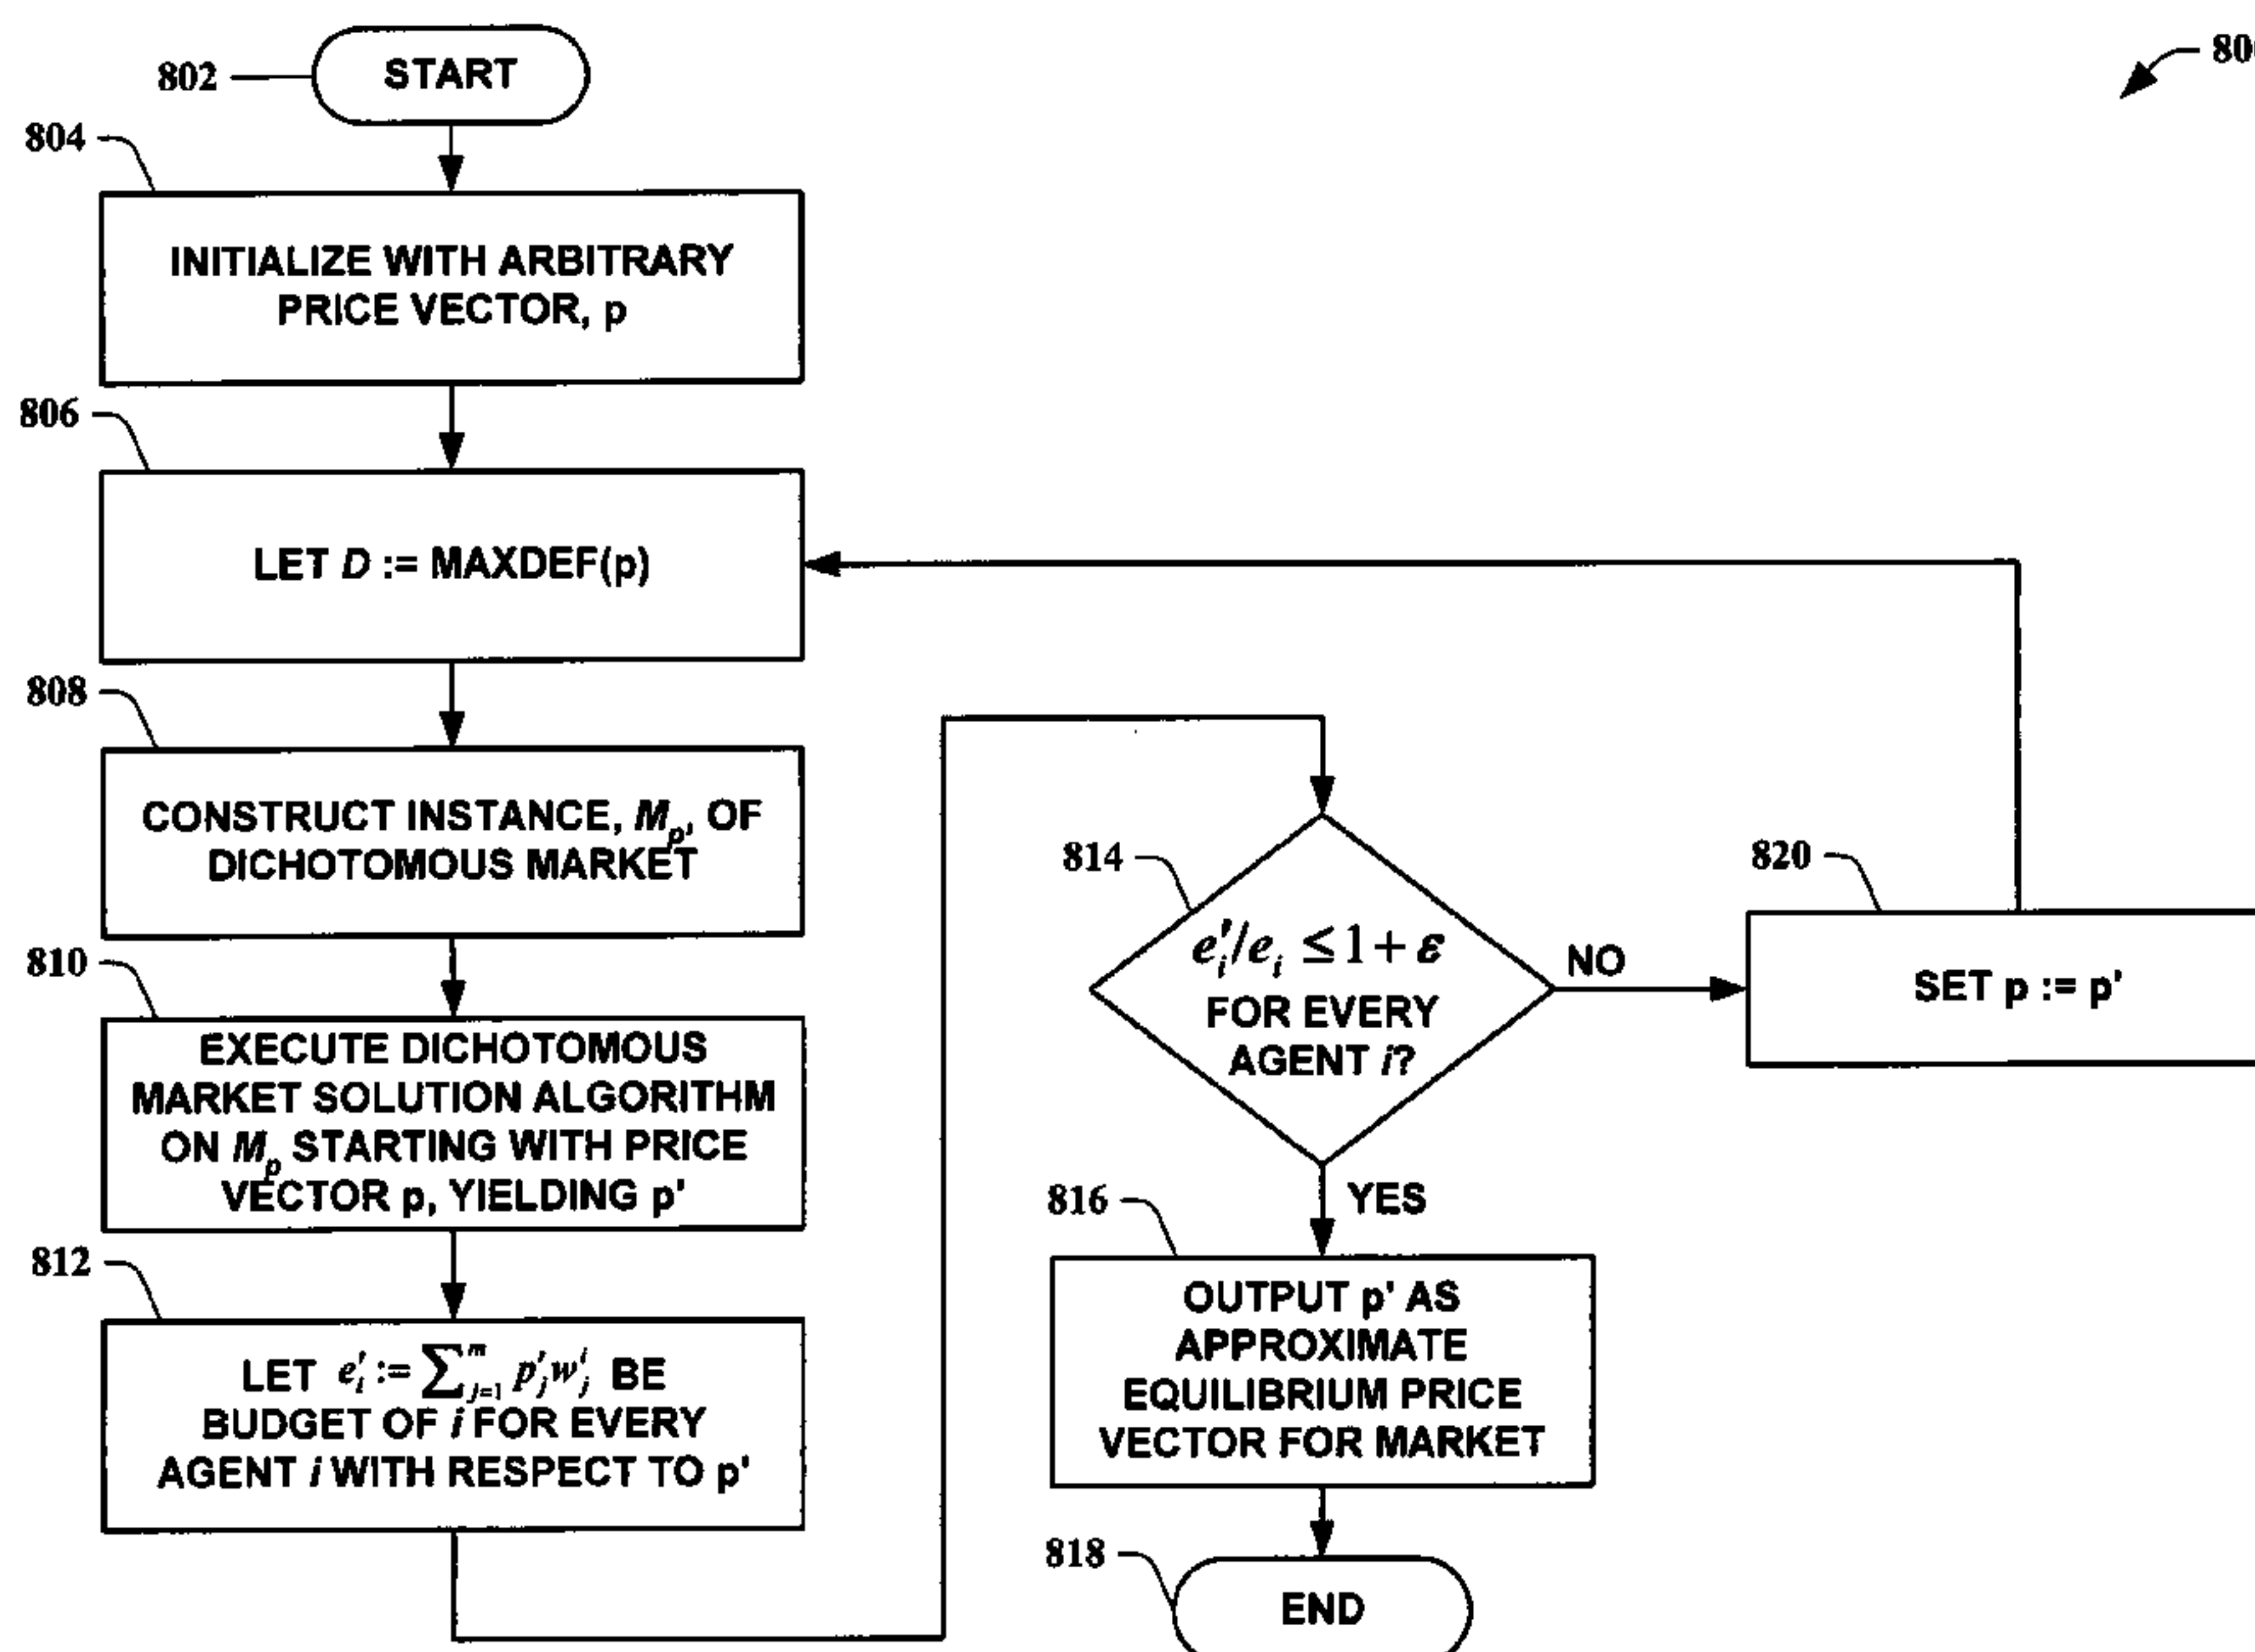 802
START
804
INITIALIZE WITH ARBITRARY
PRICE VECTOR, p
806
LET D := MAXDEF(p)
808
CONSTRUCT INSTANCE, Mp, OF
DICHOTOMOUS MARKET
810
EXECUTE DICHOTOMOUS
MARKET SOLUTION ALGORITHM
ON Mp STARTING WITH PRICE
VECTOR p, YIELDING p'
812
LET e'i := ∑^m_{j=1} p'j w^i_j BE
BUDGET OF i FOR EVERY
AGENT i WITH RESPECT TO p'
814
e'i/ei ≤ 1 + ε
FOR EVERY
AGENT i?
NO
YES
820
SET p := p'
816
OUTPUT p' AS
APPROXIMATE
EQUILIBRIUM PRICE
VECTOR FOR MARKET
818
END